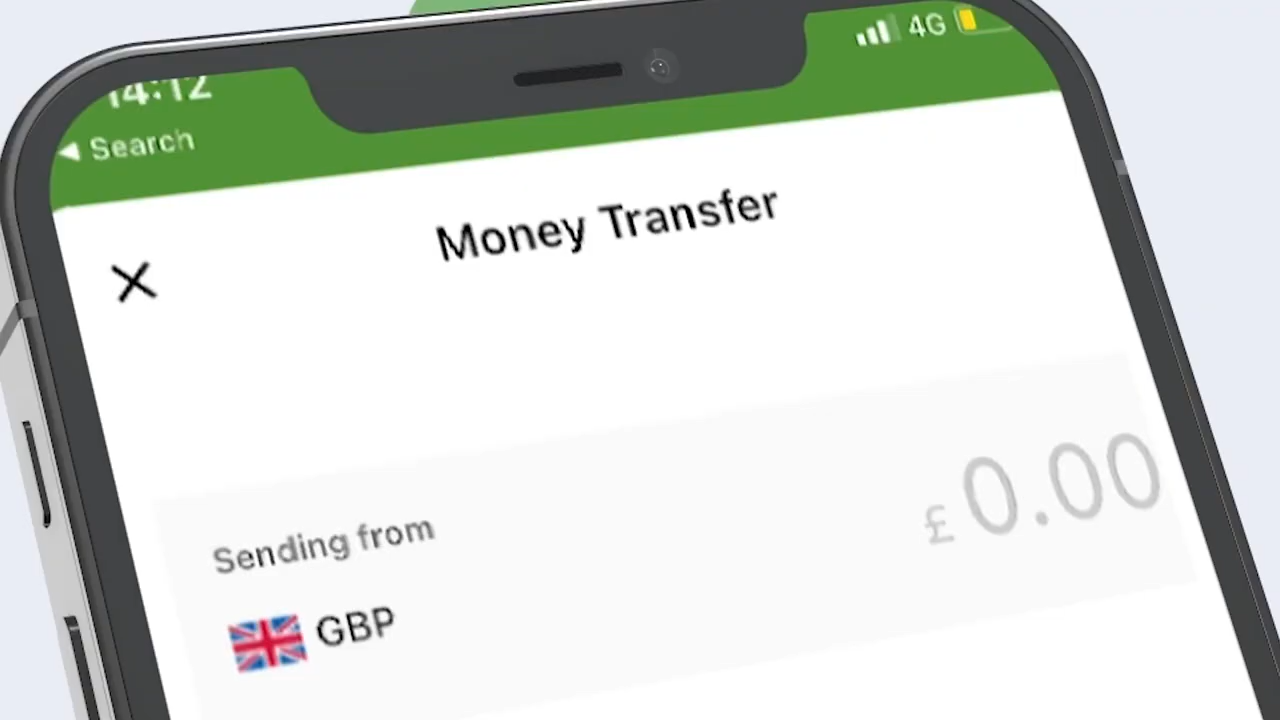 14:12
4G
◀ Search
Money Transfer
Sending from
£ 0.00
GBP